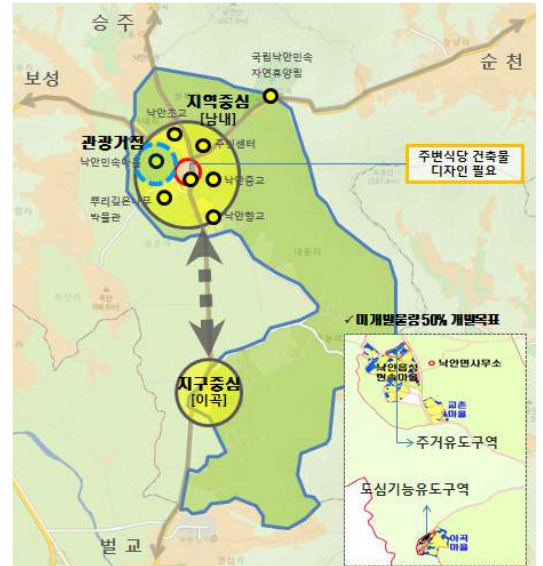 승주
국립낙안민속
자연휴양림
순천
보성
낙안초교
지역중심
[남내]
관광거점
주민센터
낙안민속마을
주변식당 건축물
디자인 필요
낙안중교
뿌리깊은나무
박물관
낙안향교
✓ 미개발물량 50% 개발목표
낙안읍성
민속마을
낙안면사무소
지구중심
[이곡]
교촌
마을
주거유도구역
도심기능유도구역
이곡
마을
벌교